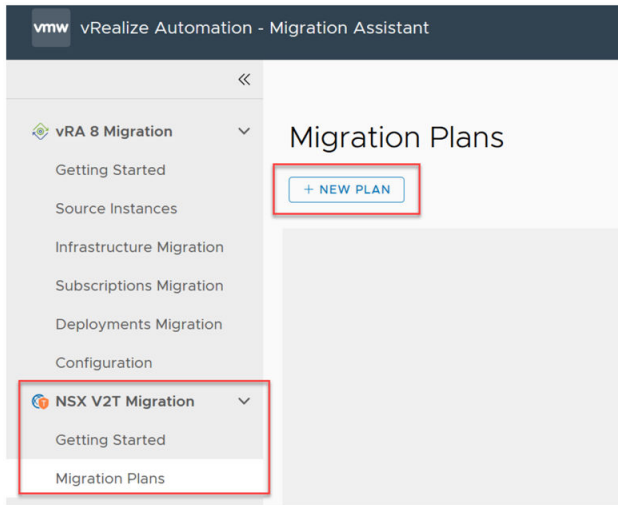 vmw vRealize Automation - Migration Assistant
vRA 8 Migration
Getting Started
Source Instances
Infrastructure Migration
Subscriptions Migration
Deployments Migration
Configuration
NSX V2T Migration
Getting Started
Migration Plans
Migration Plans
+ NEW PLAN